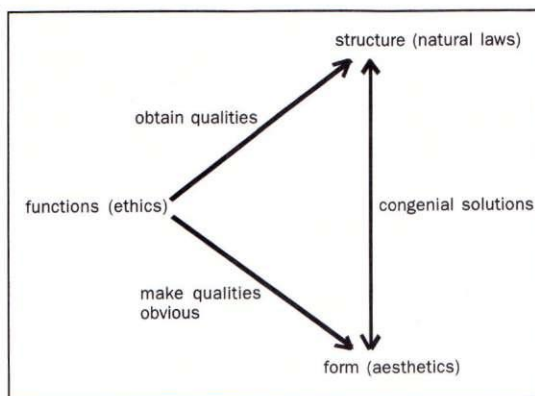 structure (natural laws)
obtain qualities
functions (ethics)
congenial solutions
make qualities
obvious
form (aesthetics)